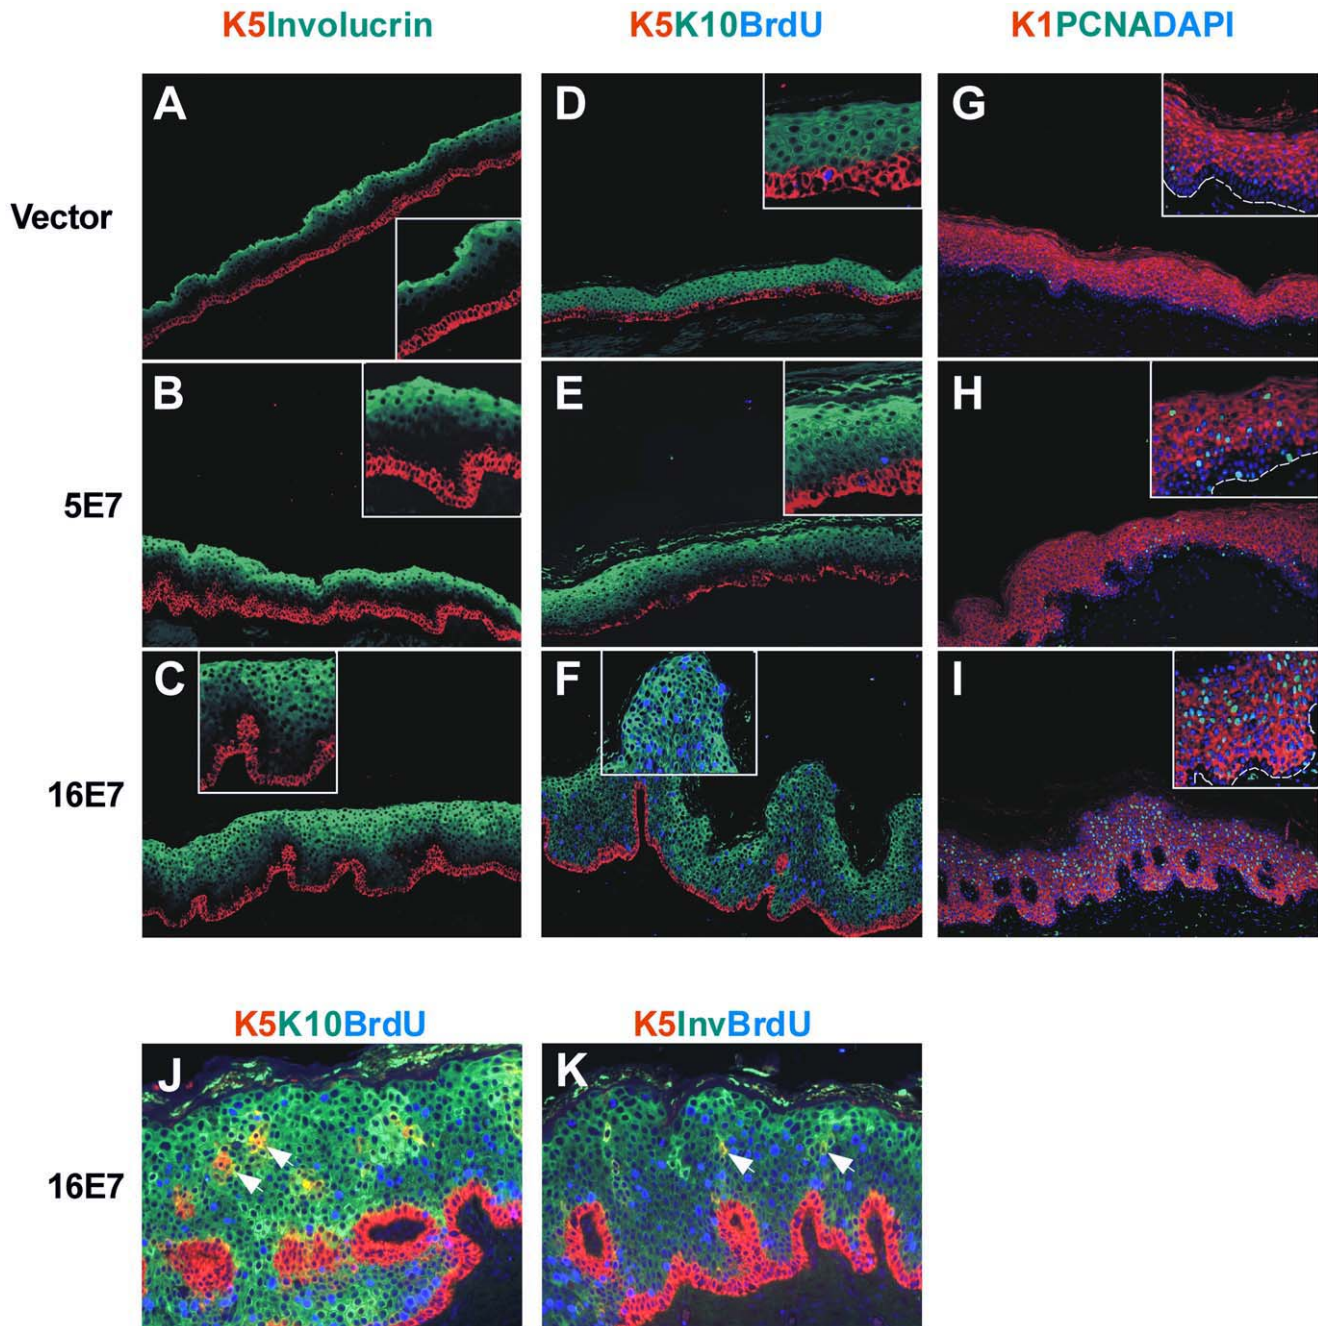 K5Involucrin K5K10BrdU K1PCNADAPI
A D G
Vector
B E H
5E7
C F I
16E7
K5K10BrdU K5InvBrdU
J K
16E7